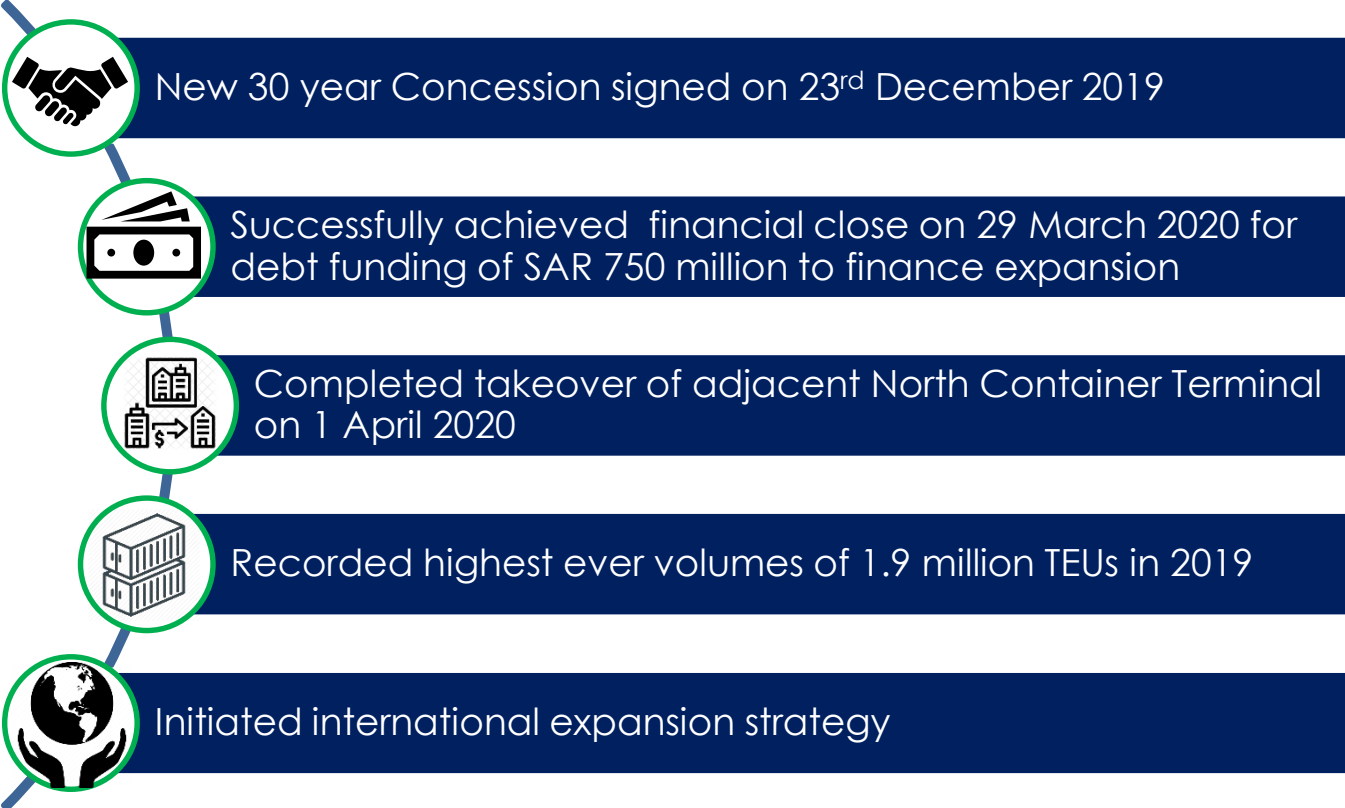 New 30 year Concession signed on 23rd December 2019
Successfully achieved  financial close on 29 March 2020 for
debt funding of SAR 750 million to finance expansion
Completed takeover of adjacent North Container Terminal
on 1 April 2020
Recorded highest ever volumes of 1.9 million TEUs in 2019
Initiated international expansion strategy
$